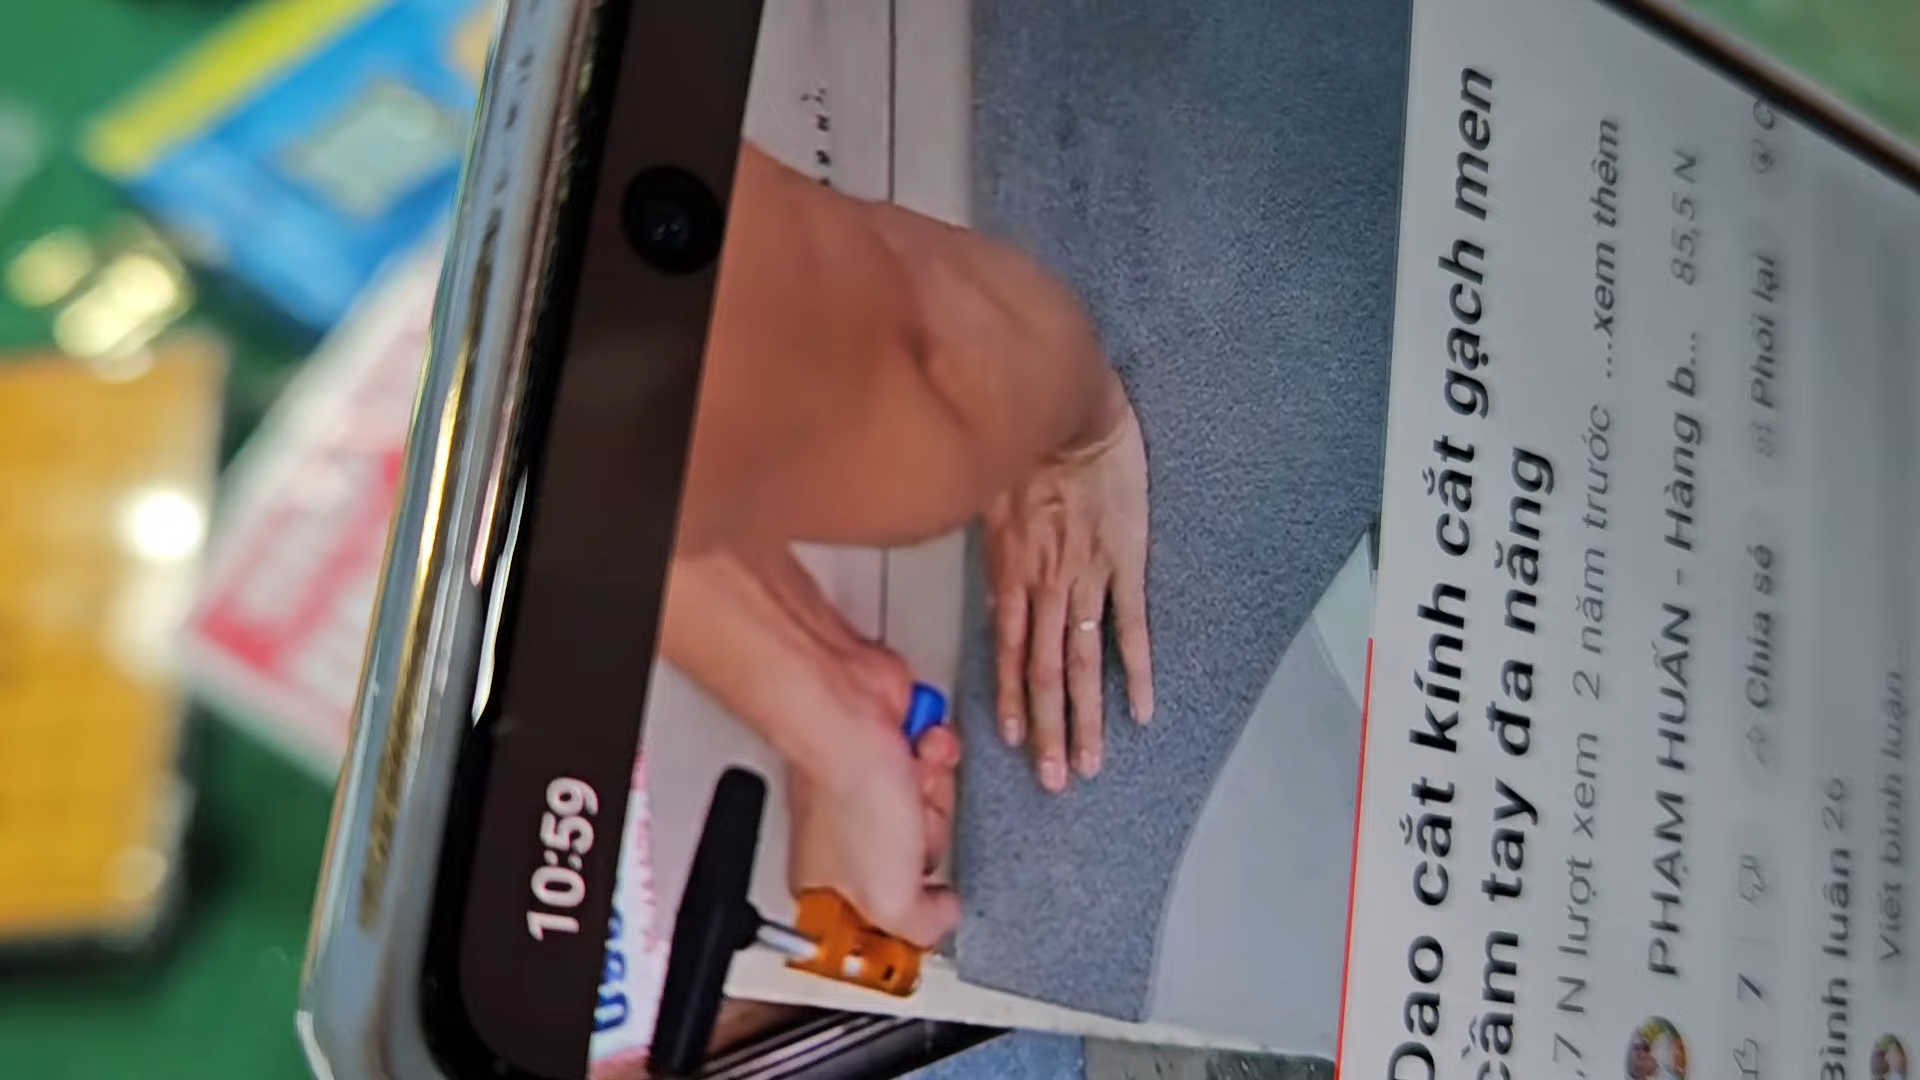 10:59
Dao cắt kính cắt gạch men
cầm tay đa năng
,7 N lượt xem 2 năm trước ...xem thêm
PHẠM HUẤN - Hàng b... 85,5 N
7 Chia sẻ Phối lại
Bình luận 26
Viết bình luận...